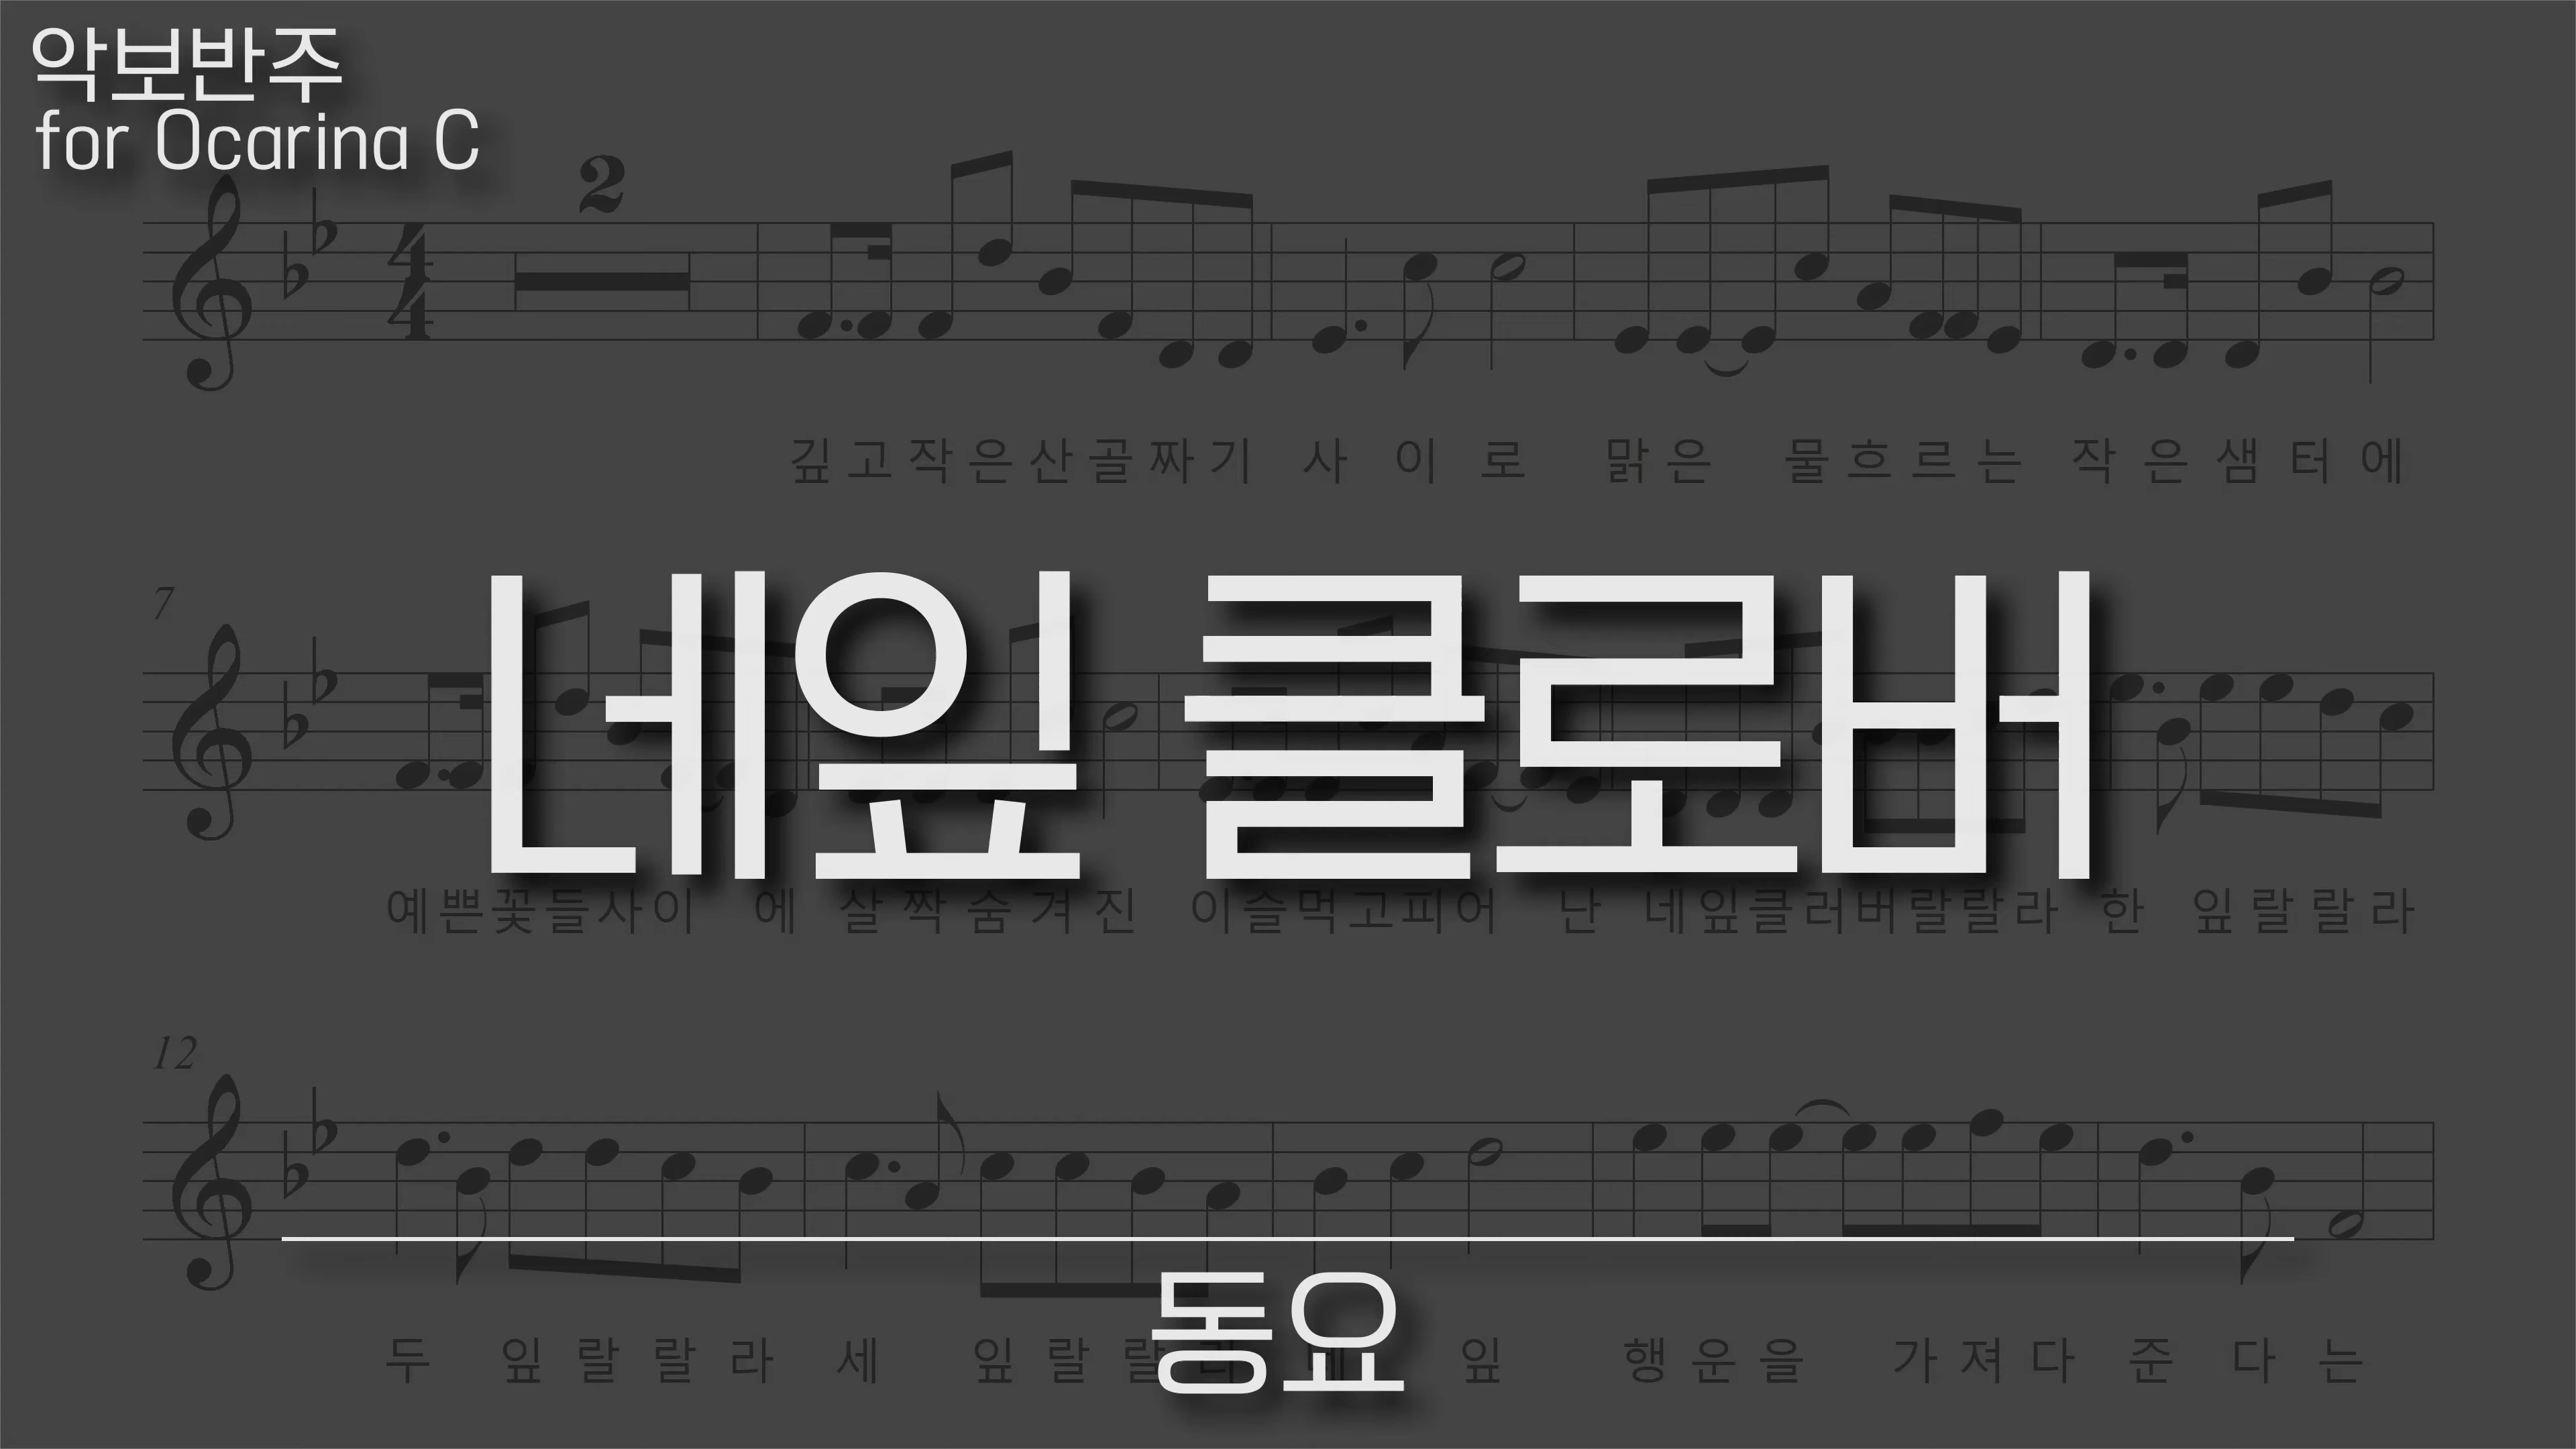 악보반주
for Ocarina C
2
깊고작은산골짜기 사 이 로 맑은 물흐르는 작 은 샘 터 에
7
네잎 클로버
예쁜꽃들사이 에 살 짝 숨 겨 진 이슬먹고피어 난 네잎클러버랄랄라 한 잎 랄 랄 라
12
두 잎 랄 랄 라 세 잎 랄 랄 라 네 잎 행 운 을 가 져 다 준 다 는
동요